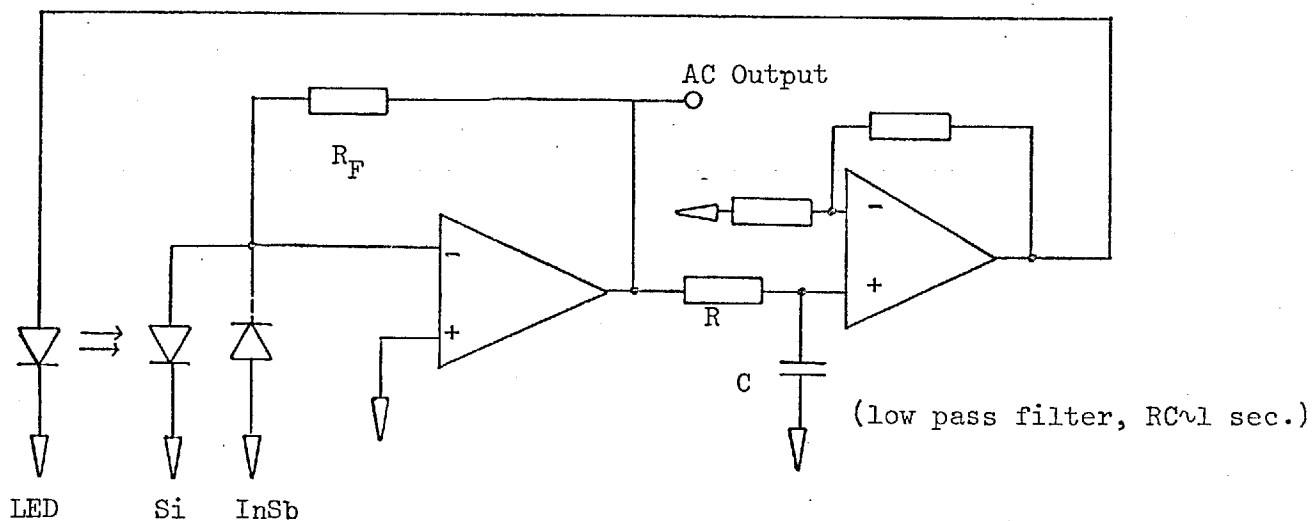 AC Output
R_F
R
C
(low pass filter, RC~1 sec.)
LED
Si
InSb